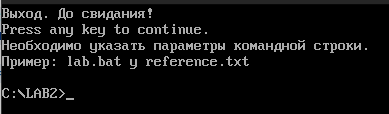 Выход. До свидания!
Press any key to continue.
Необходимо указать параметры командной строки.
Пример: lab.bat y reference.txt
C:\LAB2>_